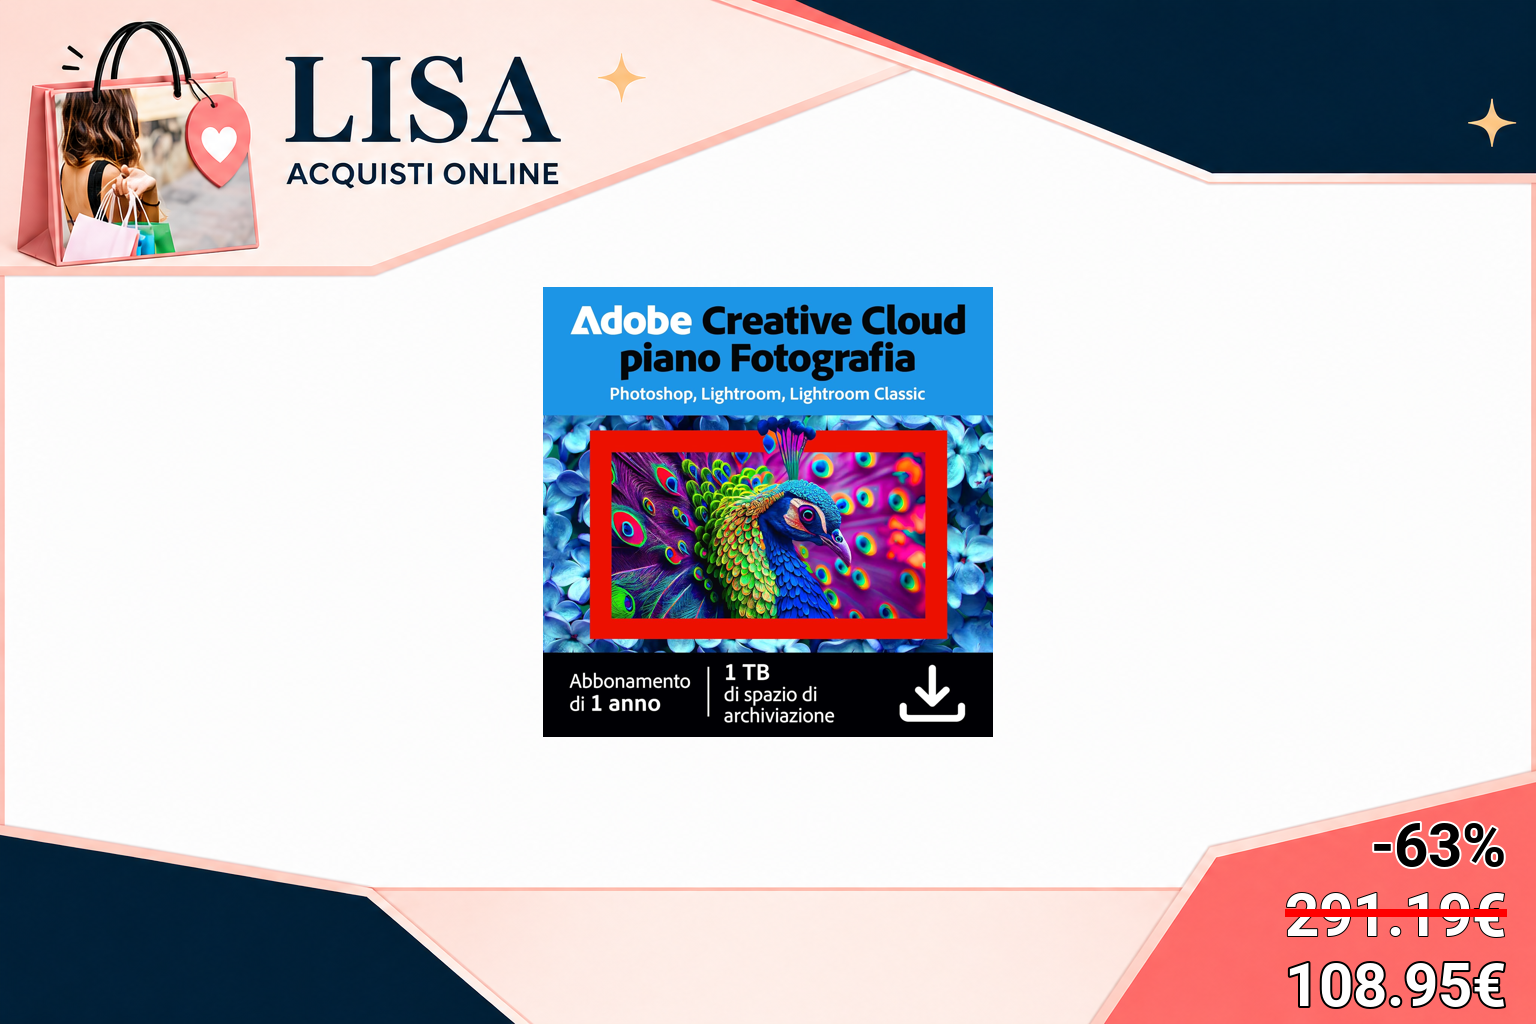 LISA
ACQUISTI ONLINE
Adobe Creative Cloud
piano Fotografia
Photoshop, Lightroom, Lightroom Classic
Abbonamento
di 1 anno
1 TB
di spazio di
archiviazione
-63%
291.19€
108.95€